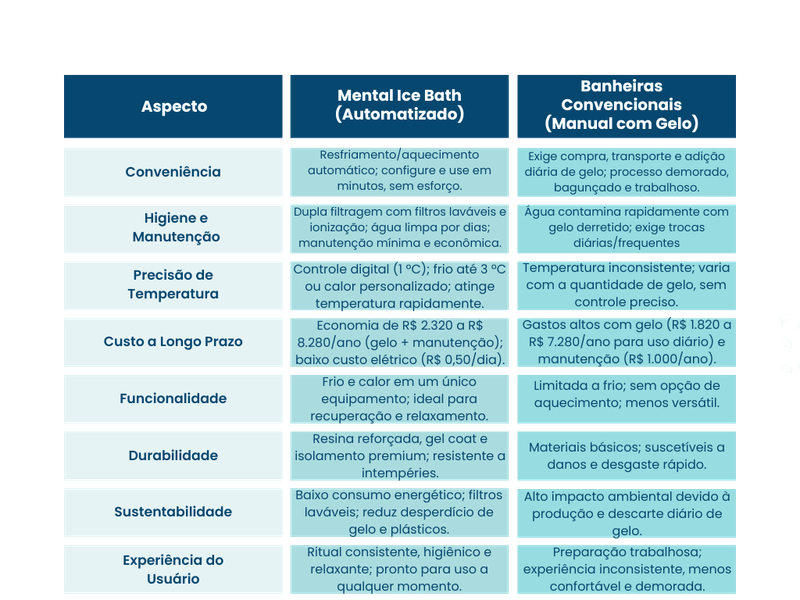 Aspecto
Mental Ice Bath
(Automatizado)
Banheiras
Convencionais
(Manual com Gelo)
Conveniência
Resfriamento/aquecimento
automático; configure e use em
minutos, sem esforço.
Exige compra, transporte e adição
diária de gelo; processo demorado,
bagunçado e trabalhoso.
Higiene e
Manutenção
Dupla filtragem com filtros laváveis e
ionização; água limpa por dias;
manutenção mínima e econômica.
Água contamina rapidamente com
gelo derretido; exige trocas
diárias/frequentes
Precisão de
Temperatura
Controle digital (1 °C); frio até 3 °C
ou calor personalizado; atinge
temperatura rapidamente.
Temperatura inconsistente; varia
com a quantidade de gelo, sem
controle preciso.
Custo a Longo Prazo
Economia de R$ 2.320 a R$
8.280/ano (gelo + manutenção);
baixo custo elétrico (R$ 0,50/dia).
Gastos altos com gelo (R$ 1.820 a
R$ 7.280/ano para uso diário) e
manutenção (R$ 1.000/ano).
Funcionalidade
Frio e calor em um único
equipamento; ideal para
recuperação e relaxamento.
Limitada a frio; sem opção de
aquecimento; menos versátil.
Durabilidade
Resina reforçada, gel coat e
isolamento premium; resistente a
intempéries.
Materiais básicos; suscetíveis a
danos e desgaste rápido.
Sustentabilidade
Baixo consumo energético; filtros
laváveis; reduz desperdício de
gelo e plásticos.
Alto impacto ambiental devido à
produção e descarte diário de
gelo.
Experiência do
Usuário
Ritual consistente, higiênico e
relaxante; pronto para uso a
qualquer momento.
Preparação trabalhosa;
experiência inconsistente, menos
confortável e demorada.